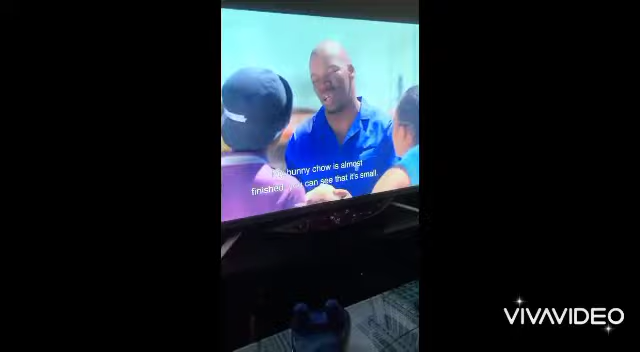 bunny chow is almost
finished. can see that it's small.
VIVAVIDEO